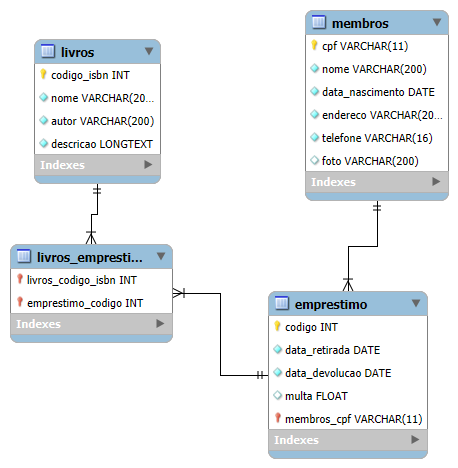 livros
codigo_isbn INT
nome VARCHAR(20...
autor VARCHAR(200)
descricao LONGTEXT
Indexes
membros
cpf VARCHAR(11)
nome VARCHAR(200)
data_nascimento DATE
endereco VARCHAR(20...
telefone VARCHAR(16)
foto VARCHAR(200)
Indexes
livros_empresti...
livros_codigo_isbn INT
emprestimo_codigo INT
Indexes
emprestimo
codigo INT
data_retirada DATE
data_devolucao DATE
multa FLOAT
membros_cpf VARCHAR(11)
Indexes